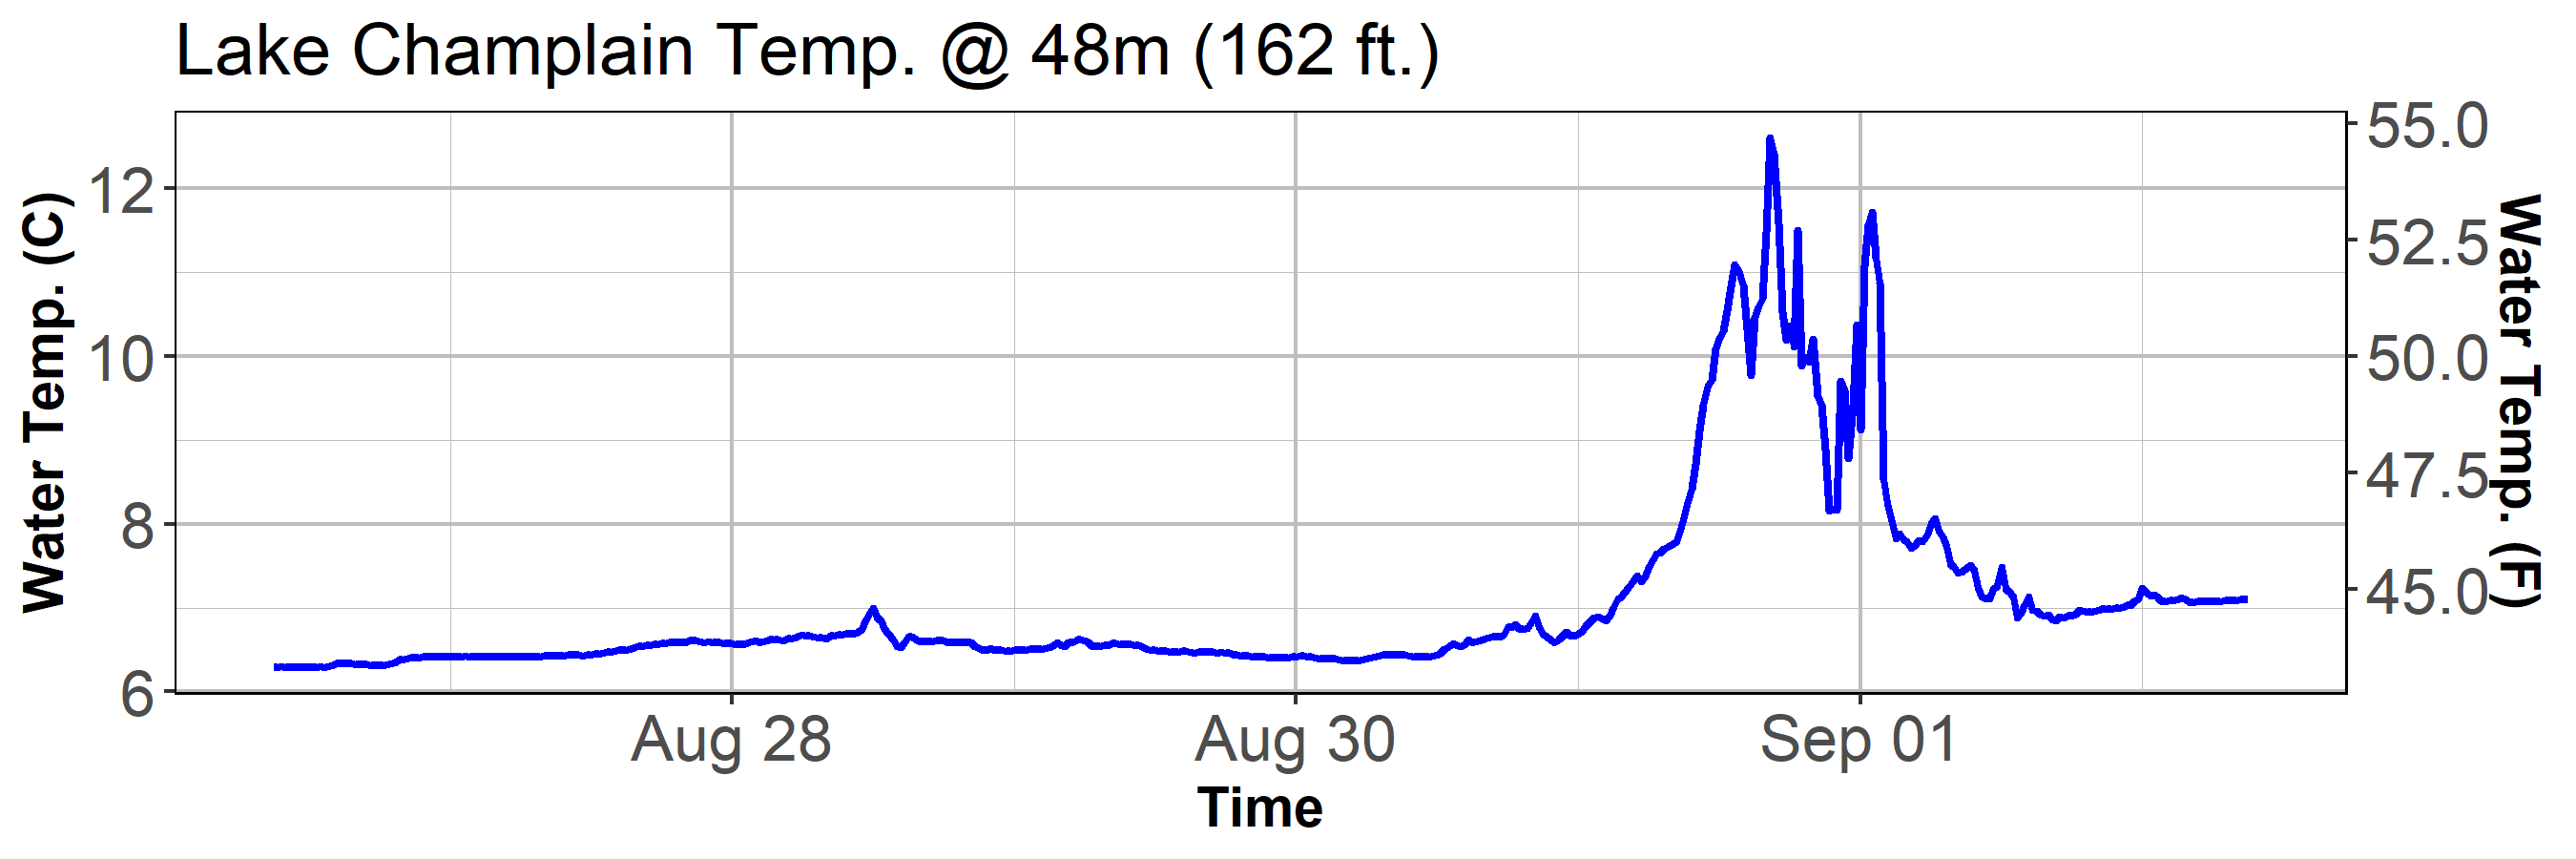 Lake Champlain Temp. @ 48m (162 ft.)
Water Temp. (C)
12
10
8
6
55.0
52.5
50.0
47.5
45.0
Water Temp. (F)
Aug 28
Aug 30
Sep 01
Time